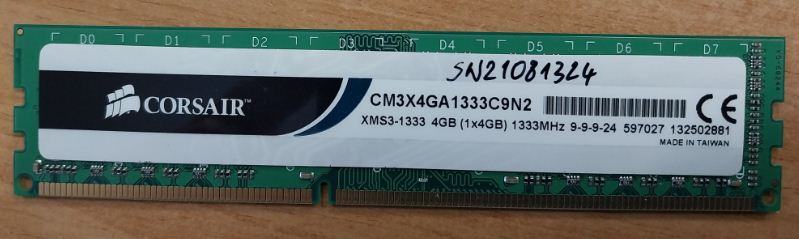 D0 D1 D2 D3 D4 D5 D6 D7
SN21081324
CORSAIR
CM3X4GA1333C9N2
XMS3-1333 4GB (1x4GB) 1333MHz 9-9-9-24 597027 132502881
MADE IN TAIWAN
CE